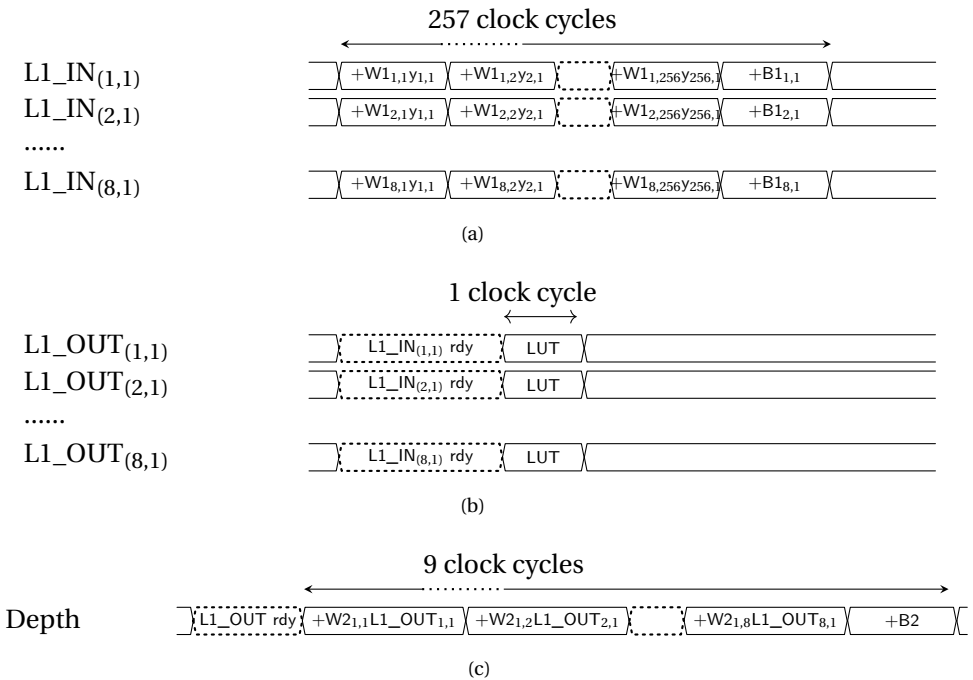 257 clock cycles
L1_IN(1,1) +W11,1y1,1 +W11,2y2,1 +W11,256y256,1 +B11,1
L1_IN(2,1) +W12,1y1,1 +W12,2y2,1 +W12,256y256,1 +B12,1
......
L1_IN(8,1) +W18,1y1,1 +W18,2y2,1 +W18,256y256,1 +B18,1
(a)
1 clock cycle
L1_OUT(1,1) L1_IN(1,1) rdy LUT
L1_OUT(2,1) L1_IN(2,1) rdy LUT
......
L1_OUT(8,1) L1_IN(8,1) rdy LUT
(b)
9 clock cycles
Depth L1_OUT rdy +W21,1L1_OUT1,1 +W21,2L1_OUT2,1 +W21,8L1_OUT8,1 +B2
(c)